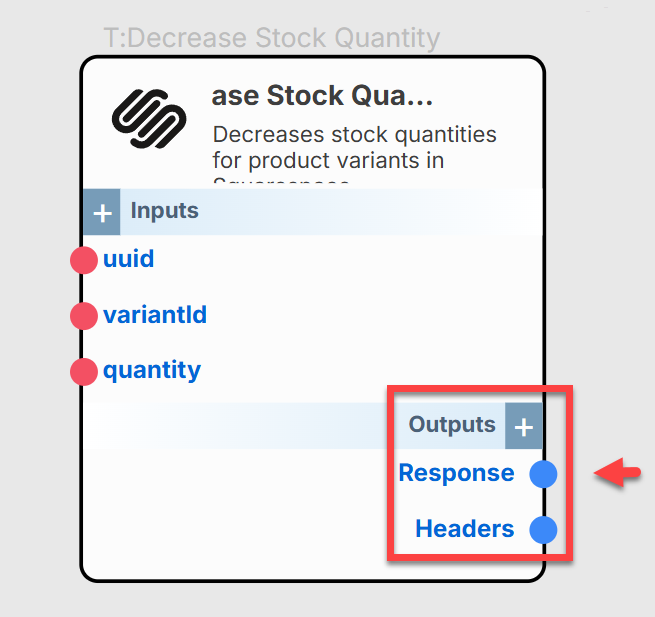 T:Decrease Stock Quantity
ase Stock Qua...
Decreases stock quantities
for product variants in
+ Inputs
uuid
variantId
quantity
Outputs +
Response
Headers